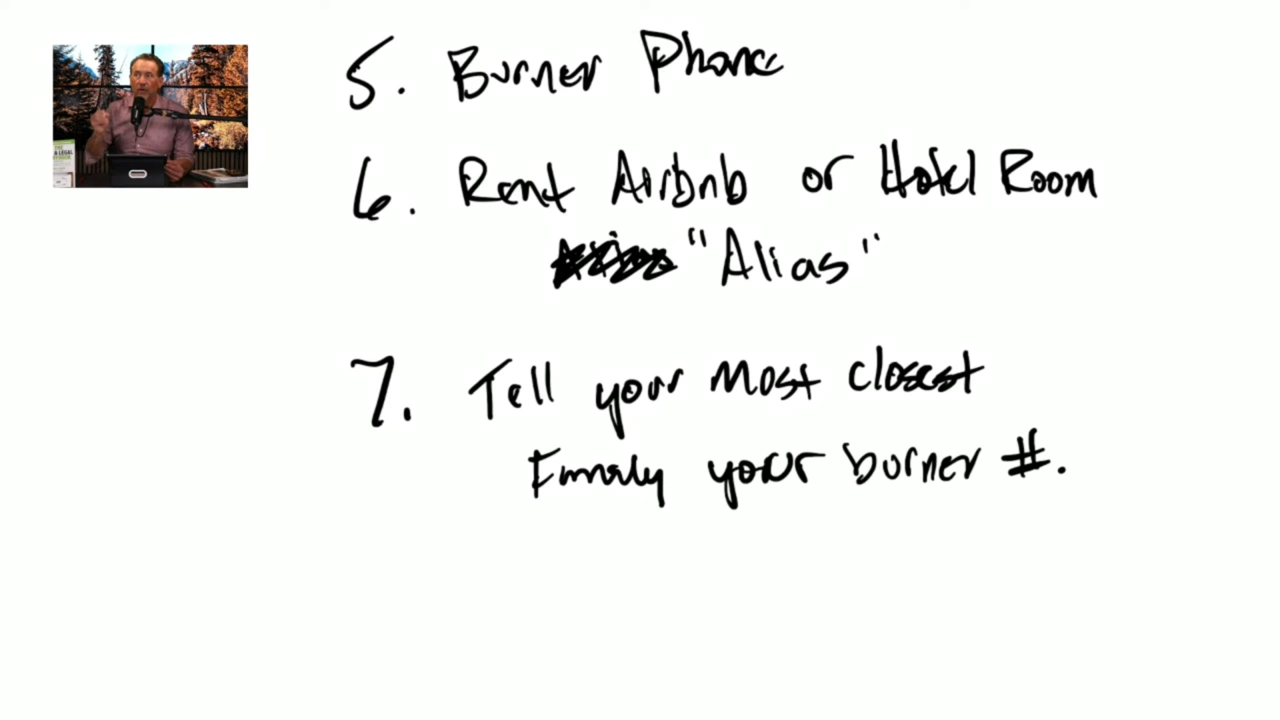 5. Burner Phone
6. Rent Airbnb or Hotel Room
"Alias"
7. Tell your most closest
Family your burner #.